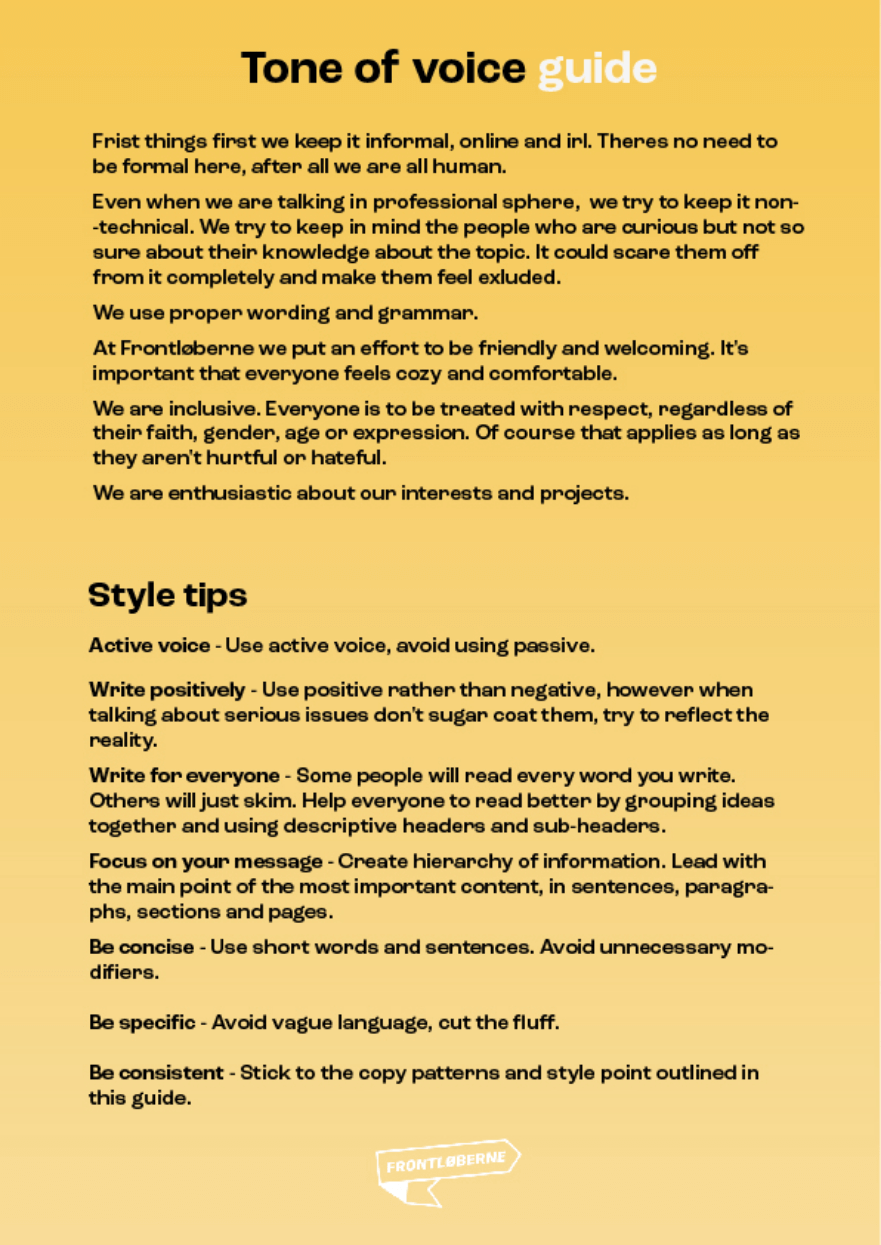 Tone of voice guide
Frist things first we keep it informal, online and irl. Theres no need to
be formal here, after all we are all human.
Even when we are talking in professional sphere,  we try to keep it non-
-technical. We try to keep in mind the people who are curious but not so
sure about their knowledge about the topic. It could scare them off
from it completely and make them feel exluded.
We use proper wording and grammar.
At Frontløberne we put an effort to be friendly and welcoming. It's
important that everyone feels cozy and comfortable.
We are inclusive. Everyone is to be treated with respect, regardless of
their faith, gender, age or expression. Of course that applies as long as
they aren't hurtful or hateful.
We are enthusiastic about our interests and projects.
Style tips
Active voice - Use active voice, avoid using passive.
Write positively - Use positive rather than negative, however when
talking about serious issues don't sugar coat them, try to reflect the
reality.
Write for everyone - Some people will read every word you write.
Others will just skim. Help everyone to read better by grouping ideas
together and using descriptive headers and sub-headers.
Focus on your message - Create hierarchy of information. Lead with
the main point of the most important content, in sentences, paragra-
phs, sections and pages.
Be concise - Use short words and sentences. Avoid unnecessary mo-
difiers.
Be specific - Avoid vague language, cut the fluff.
Be consistent - Stick to the copy patterns and style point outlined in
this guide.
FRONTLØBERNE